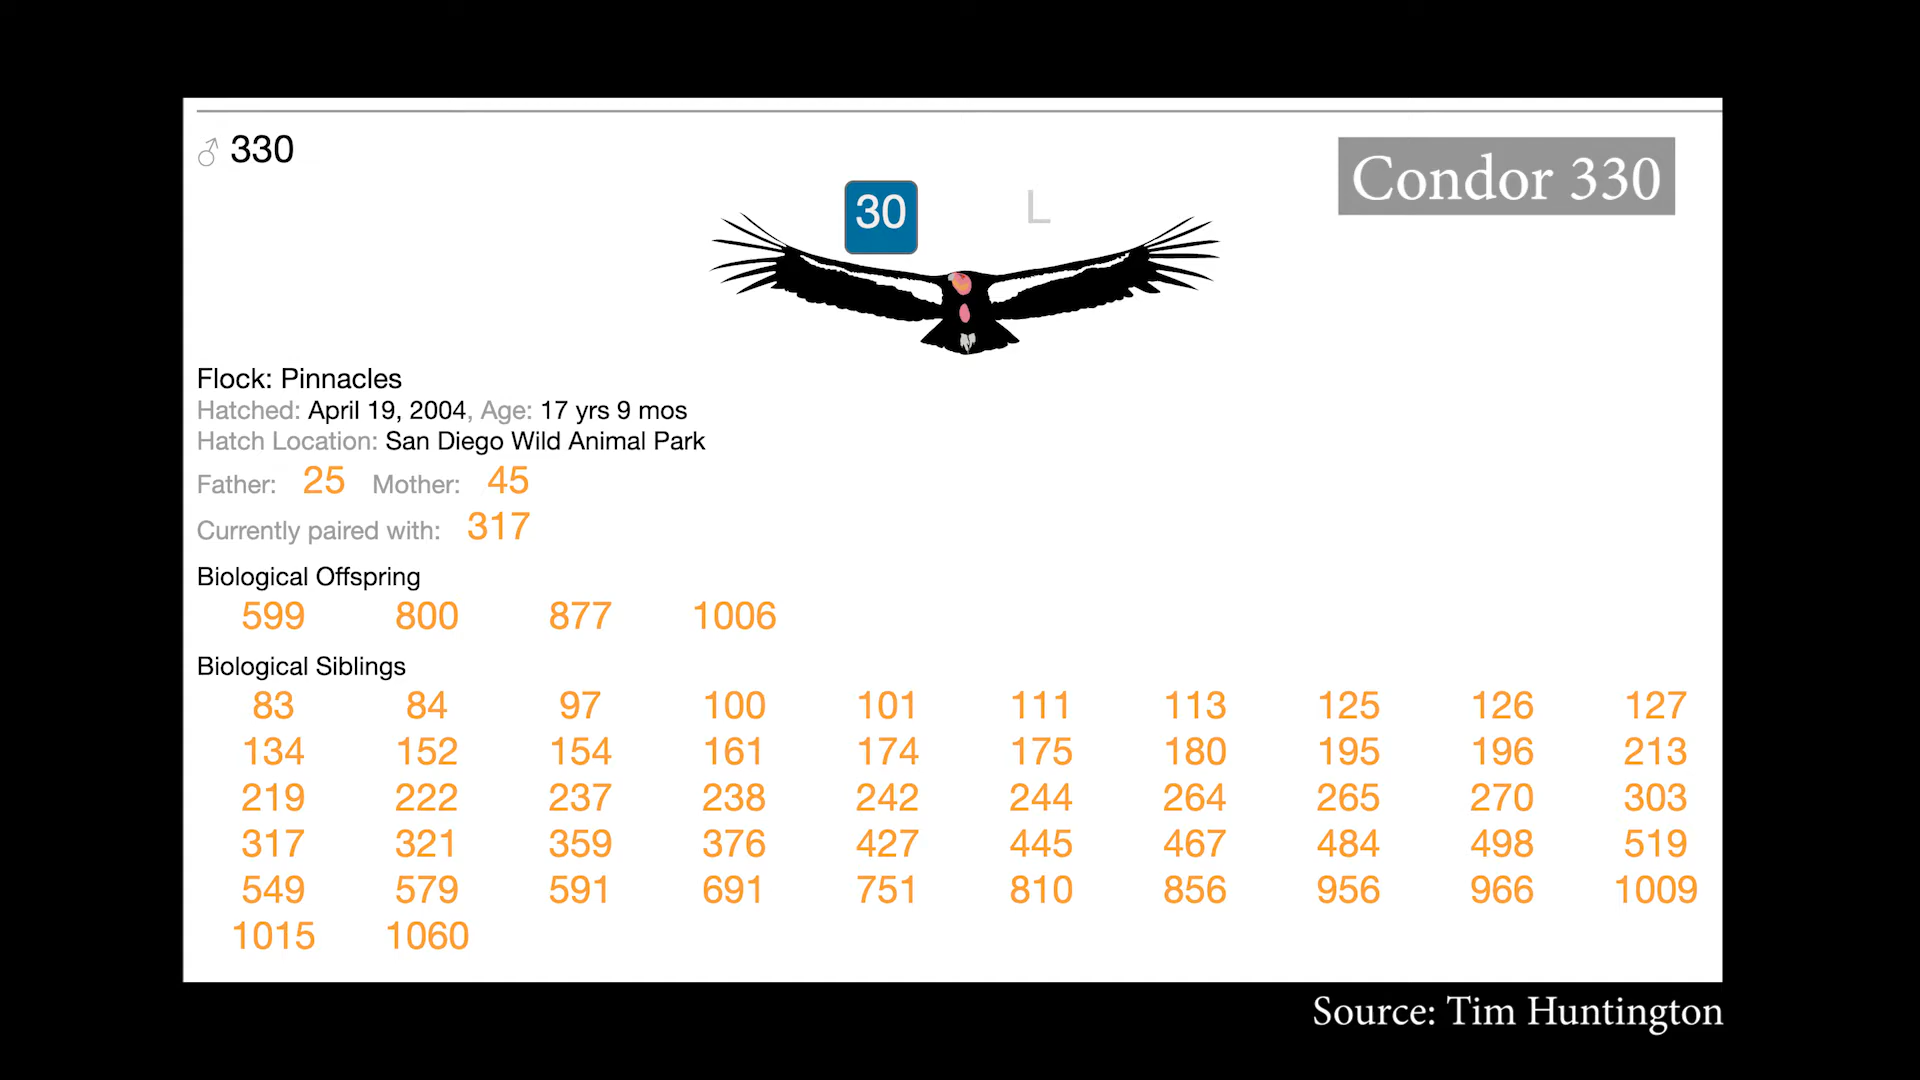 ♂ 330
Condor 330
30 L
Flock: Pinnacles
Hatched: April 19, 2004, Age: 17 yrs 9 mos
Hatch Location: San Diego Wild Animal Park
Father: 25 Mother: 45
Currently paired with: 317
Biological Offspring
599 800 877 1006
Biological Siblings
83 84 97 100 101 111 113 125 126 127
134 152 154 161 174 175 180 195 196 213
219 222 237 238 242 244 264 265 270 303
317 321 359 376 427 445 467 484 498 519
549 579 591 691 751 810 856 956 966 1009
1015 1060
Source: Tim Huntington